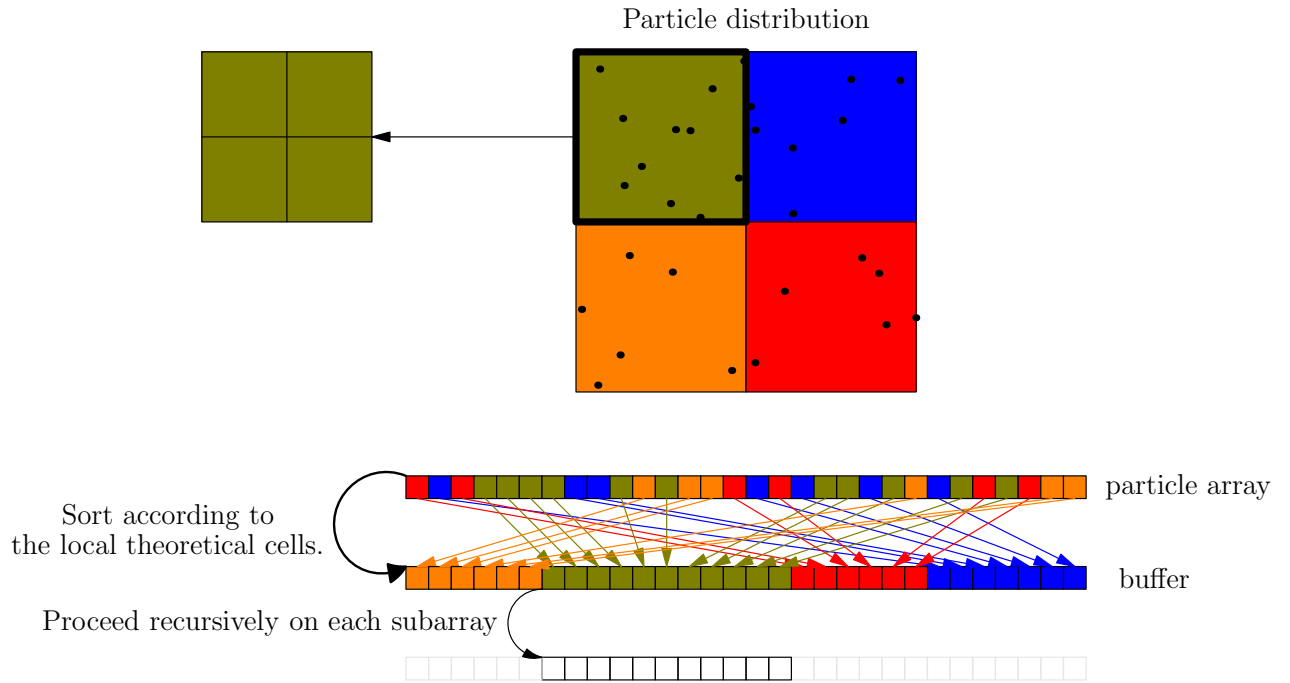 Particle distribution
particle array
Sort according to
the local theoretical cells.
buffer
Proceed recursively on each subarray